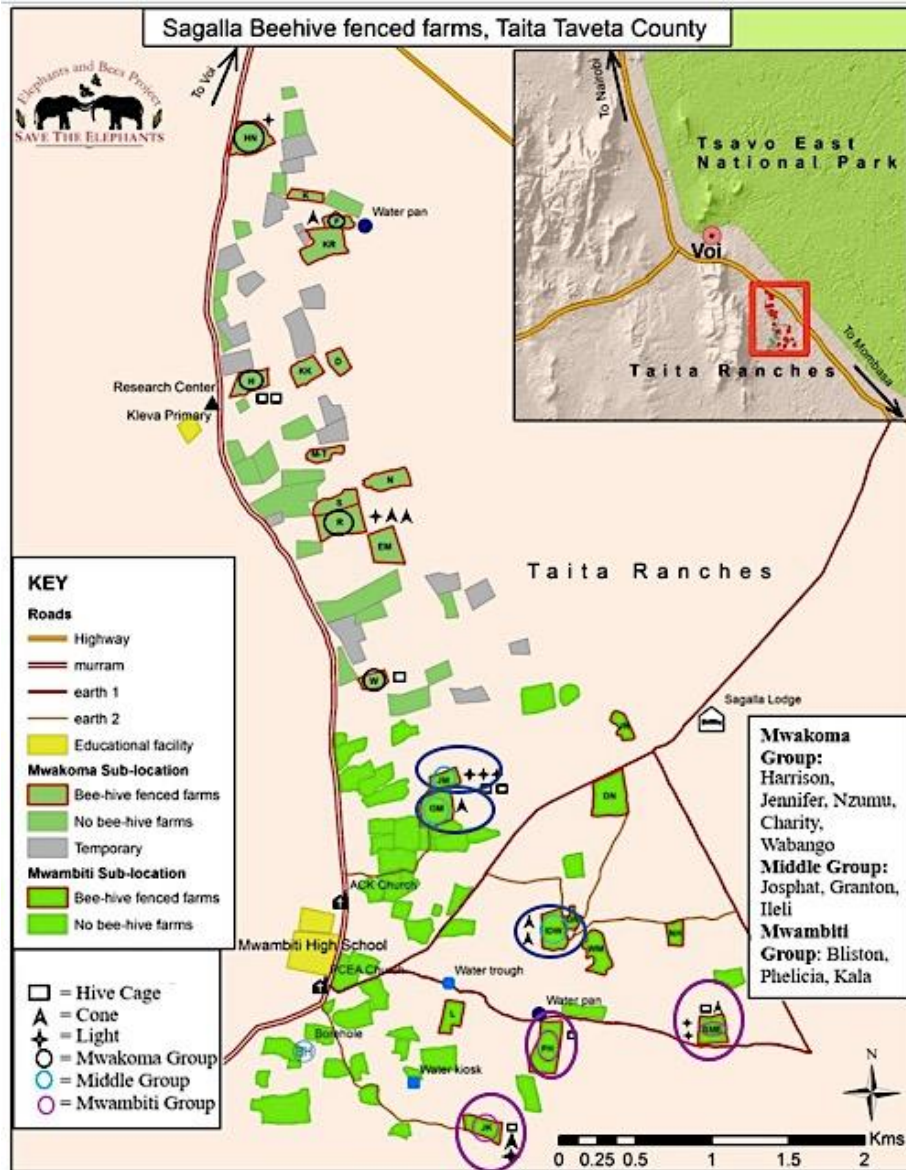 Sagalla Beehive fenced farms, Taita Taveta County
Elephants and Bees Project
SAVE THE ELEPHANTS
To Voi
To Nairobi
Tsavo East
National Park
Voi
To Mombasa
Taita Ranches
HN
K
Water pan
KR
KK
D
H
Research Center
Kleva Primary
M-T
N
S
R
EM
Taita Ranches
W
Sagalla Lodge
JM
GM
DN
ACK Church
Mwambiti High School
PCEA Church
Water trough
Water pan
WM
L
PN
Borehole
BH
Water kiosk
JK
KEY
Roads
Highway
murram
earth 1
earth 2
Educational facility
Mwakoma Sub-location
Bee-hive fenced farms
No bee-hive farms
Temporary
Mwambiti Sub-location
Bee-hive fenced farms
No bee-hive farms
= Hive Cage
= Cone
= Light
= Mwakoma Group
= Middle Group
= Mwambiti Group
Mwakoma
Group:
Harrison,
Jennifer, Nzumu,
Charity,
Wabango
Middle Group:
Josphat, Granton,
Ileli
Mwambiti
Group: Bliston,
Phelicia, Kala
N
Kms
0 0.25 0.5 1 2